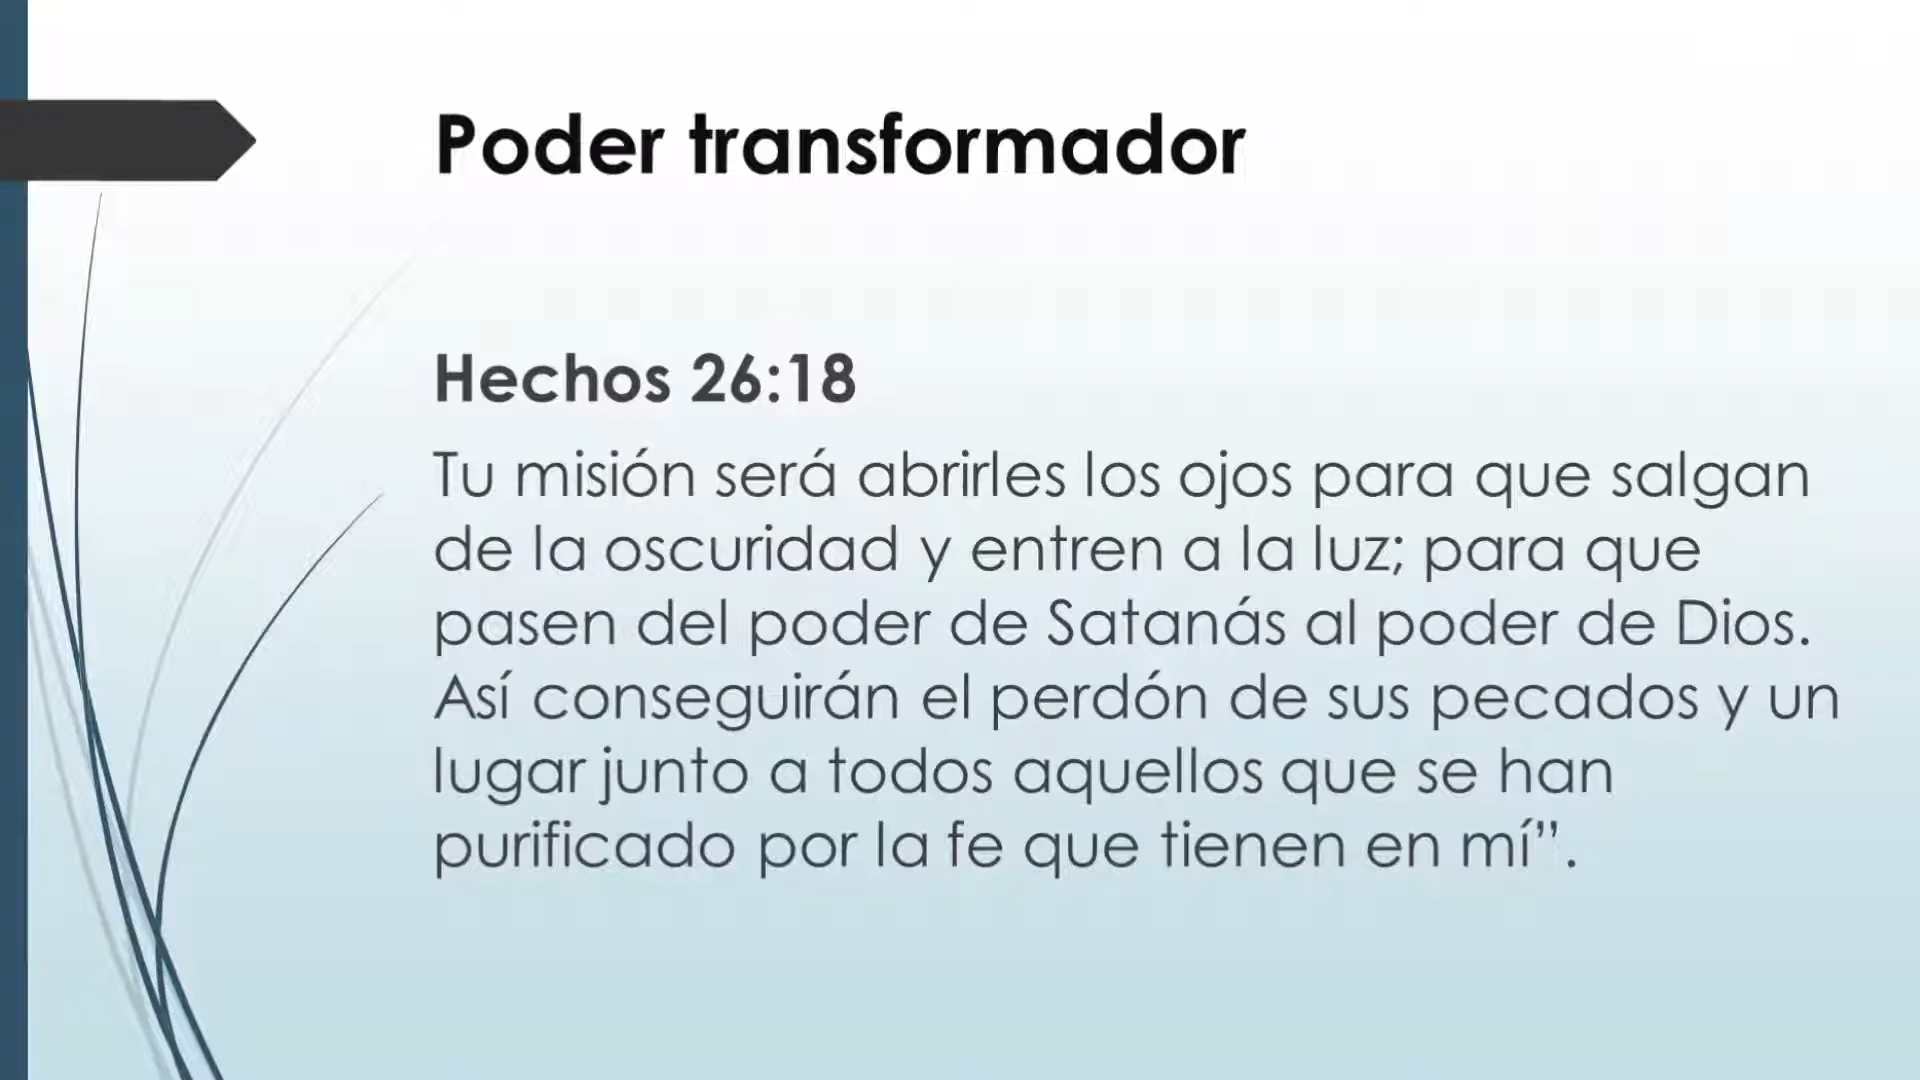 Poder transformador
Hechos 26:18
Tu misión será abrirles los ojos para que salgan
de la oscuridad y entren a la luz; para que
pasen del poder de Satanás al poder de Dios.
Así conseguirán el perdón de sus pecados y un
lugar junto a todos aquellos que se han
purificado por la fe que tienen en mí”.